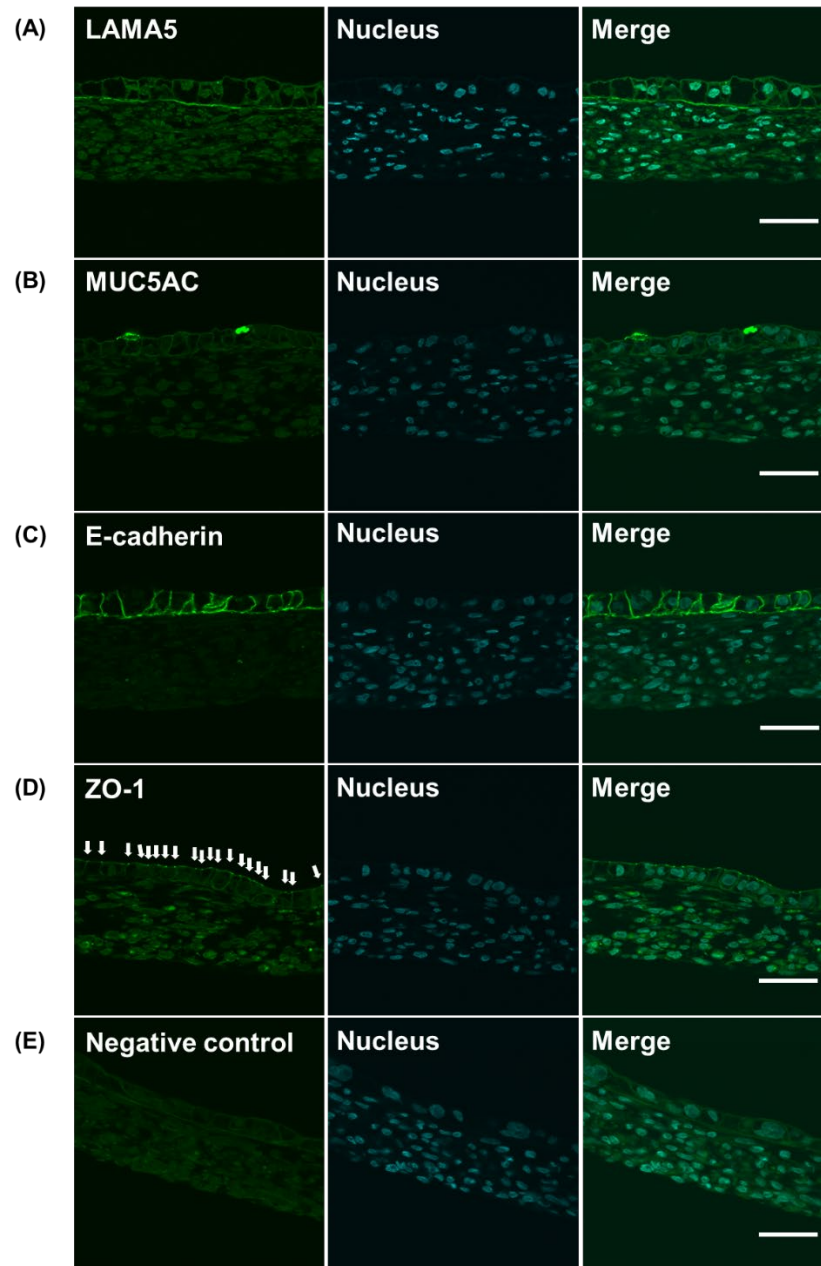 (A) LAMA5 Nucleus Merge
(B) MUC5AC Nucleus Merge
(C) E-cadherin Nucleus Merge
(D) ZO-1 Nucleus Merge
(E) Negative control Nucleus Merge